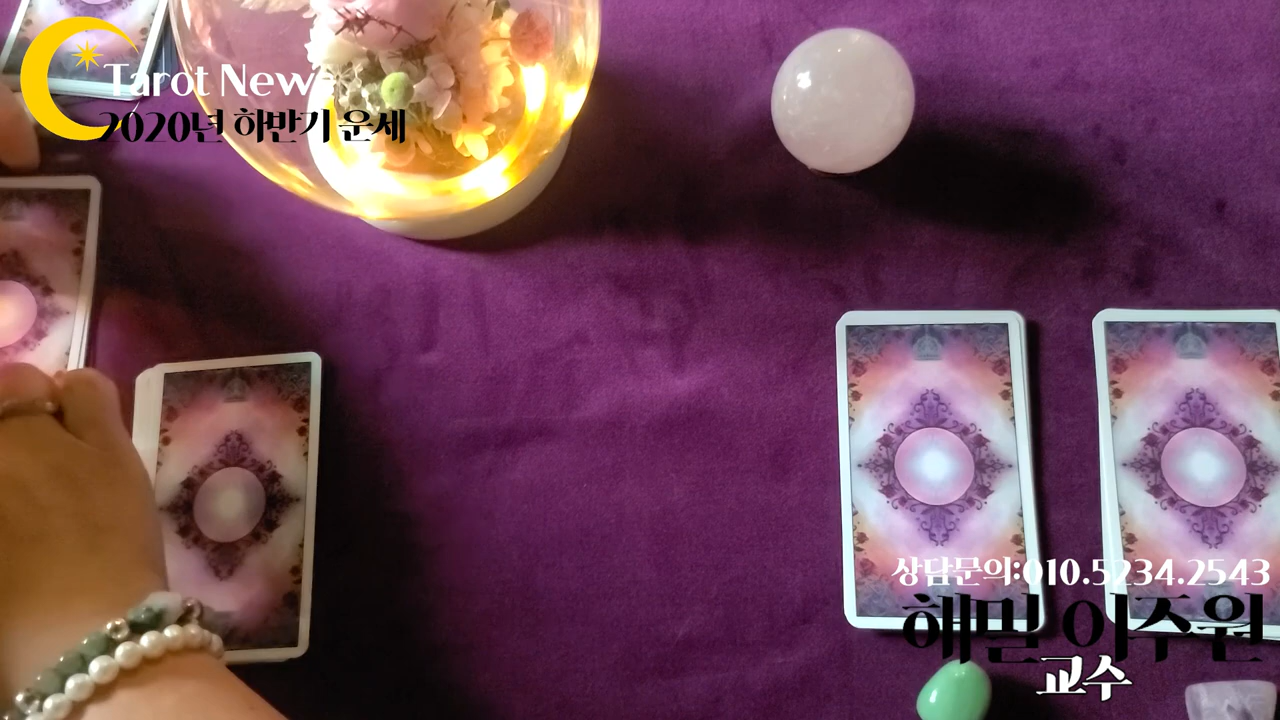 Tarot News
2020년 하반기 운세
상담문의:010.5234.2543
해밀 이주원
교수